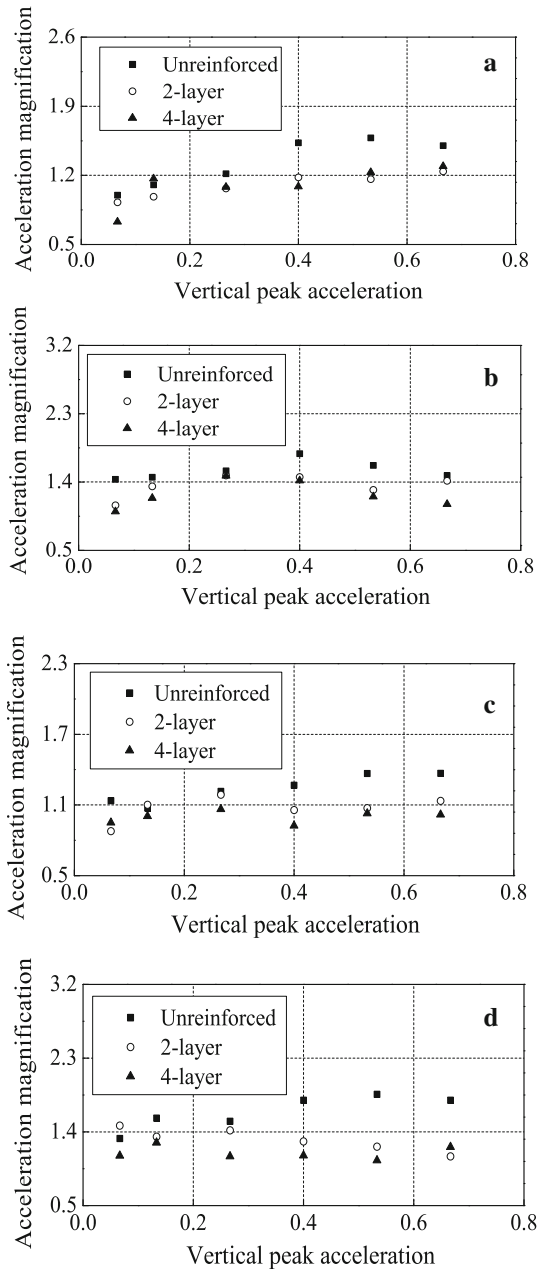 2.6
1.9
1.2
0.5
0.0 0.2 0.4 0.6 0.8
Acceleration magnification
Vertical peak acceleration
Unreinforced
2-layer
4-layer
a
3.2
2.3
1.4
0.5
0.0 0.2 0.4 0.6 0.8
Acceleration magnification
Vertical peak acceleration
Unreinforced
2-layer
4-layer
b
2.3
1.7
1.1
0.5
0.0 0.2 0.4 0.6 0.8
Acceleration magnification
Vertical peak acceleration
Unreinforced
2-layer
4-layer
c
3.2
2.3
1.4
0.5
0.0 0.2 0.4 0.6 0.8
Acceleration magnification
Vertical peak acceleration
Unreinforced
2-layer
4-layer
d